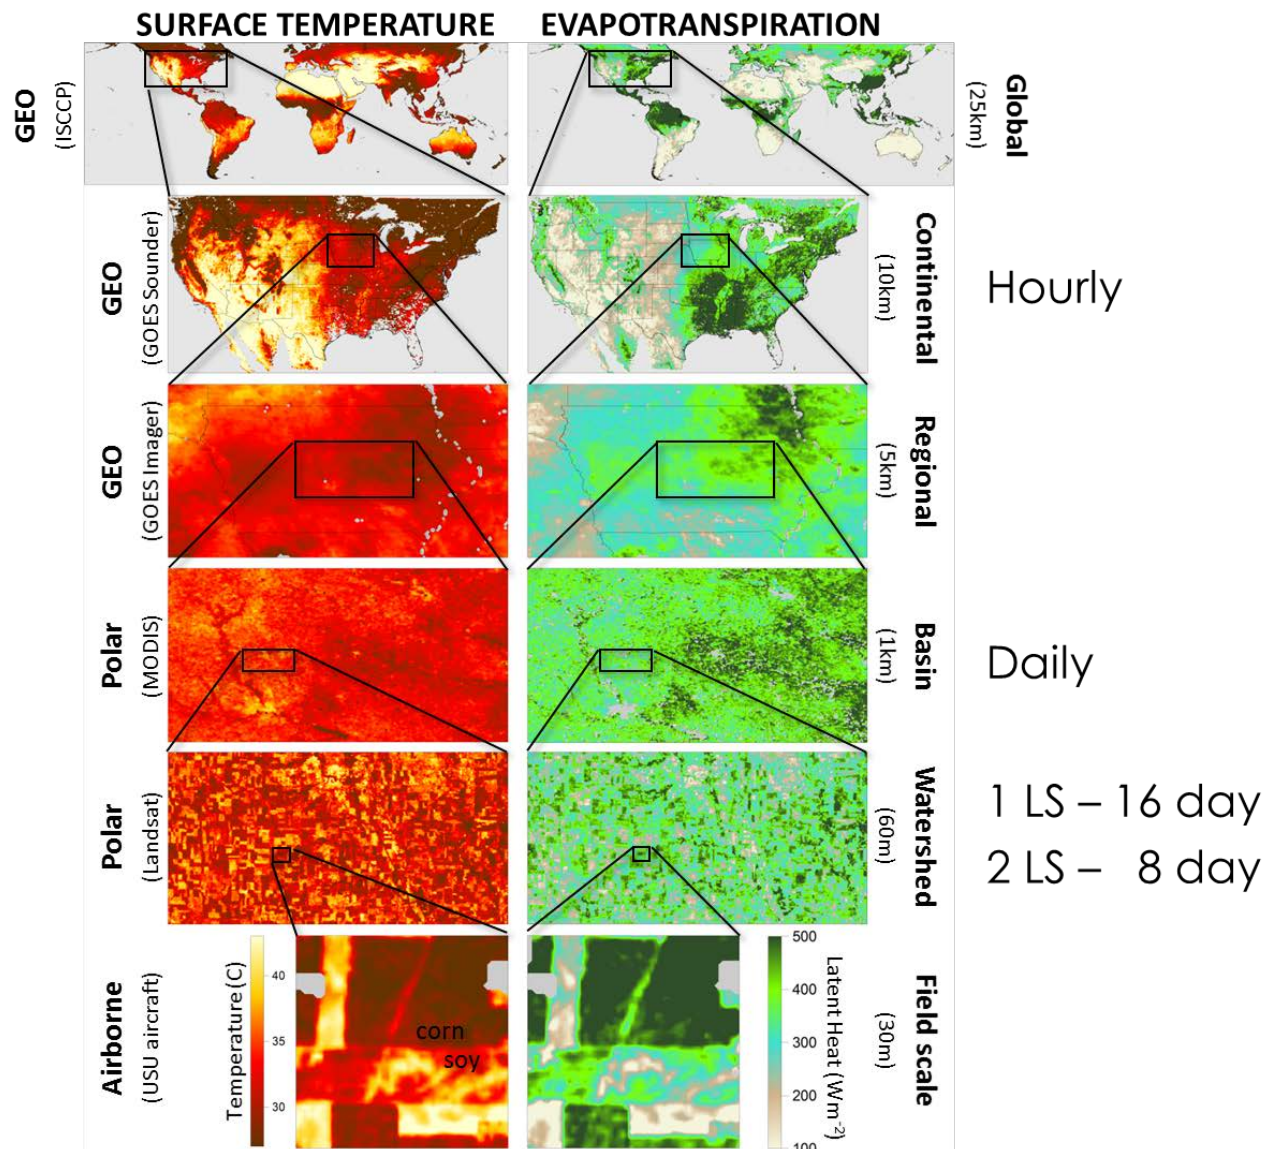 SURFACE TEMPERATURE
EVAPOTRANSPIRATION
GEO
(ISCCP)
Global
(25km)
GEO
(GOES Sounder)
Continental
(10km)
Hourly
GEO
(GOES Imager)
Regional
(5km)
Polar
(MODIS)
Basin
(1km)
Daily
Polar
(Landsat)
Watershed
(60m)
1 LS – 16 day
2 LS – 8 day
Airborne
(USU aircraft)
Temperature (C)
40
35
30
corn
soy
500
400
300
200
100
Latent Heat (W m-2)
Field scale
(30m)